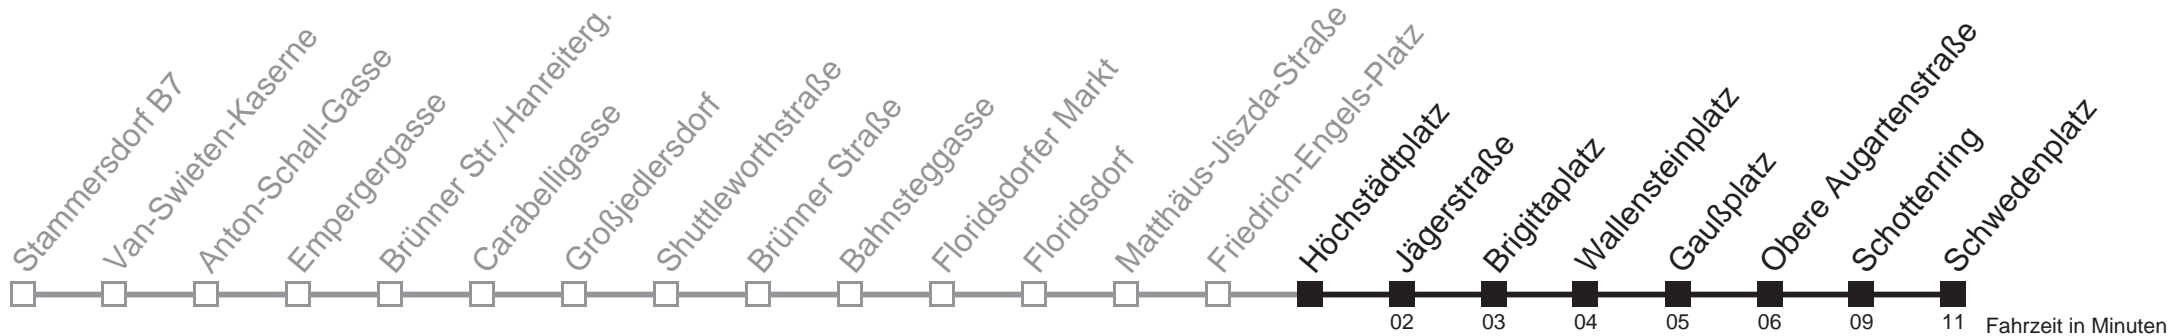 Stammersdorf B7
Van-Swieten-Kaserne
Anton-Schall-Gasse
Empergergasse
Brünner Str./Hanreiterg.
Carabelligasse
Großjedlersdorf
Shuttleworthstraße
Brünner Straße
Bahnsteggasse
Floridsdorfer Markt
Floridsdorf
Matthäus-Jiszda-Straße
Friedrich-Engels-Platz
Höchstädtplatz
Jägerstraße
Brigittaplatz
Wallensteinplatz
Gaußplatz
Obere Augartenstraße
Schottenring
Schwedenplatz
02 03 04 05 06 09 11 Fahrzeit in Minuten